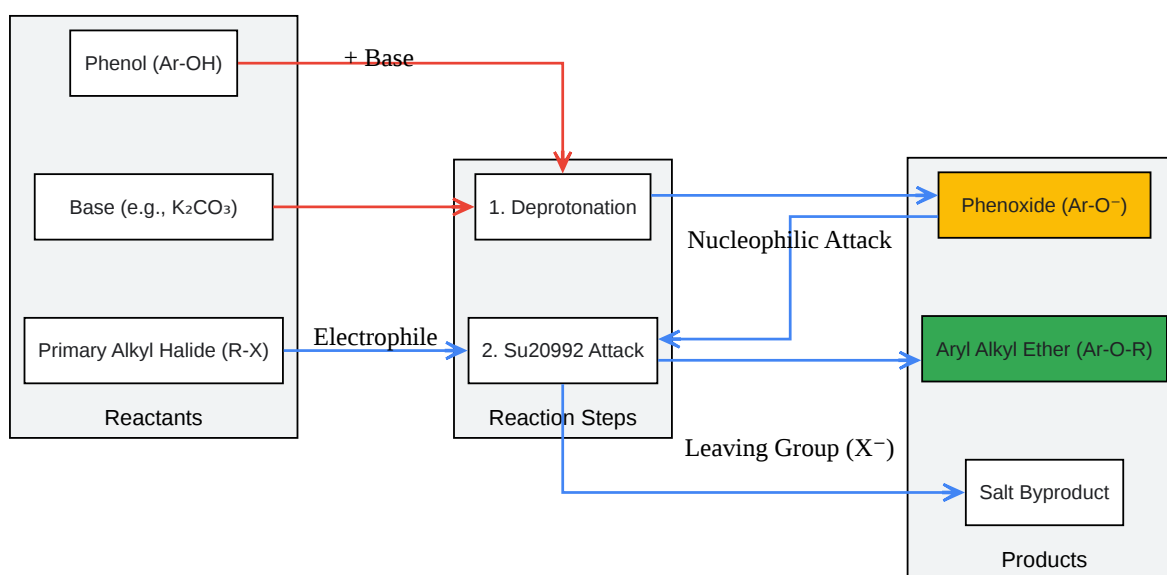 Phenol (Ar-OH)
+ Base
Base (e.g., K₂CO₃)
1. Deprotonation
Phenoxide (Ar-O⁻)
Nucleophilic Attack
Primary Alkyl Halide (R-X)
Electrophile
2. Su20992 Attack
Aryl Alkyl Ether (Ar-O-R)
Reactants
Reaction Steps
Leaving Group (X⁻)
Salt Byproduct
Products